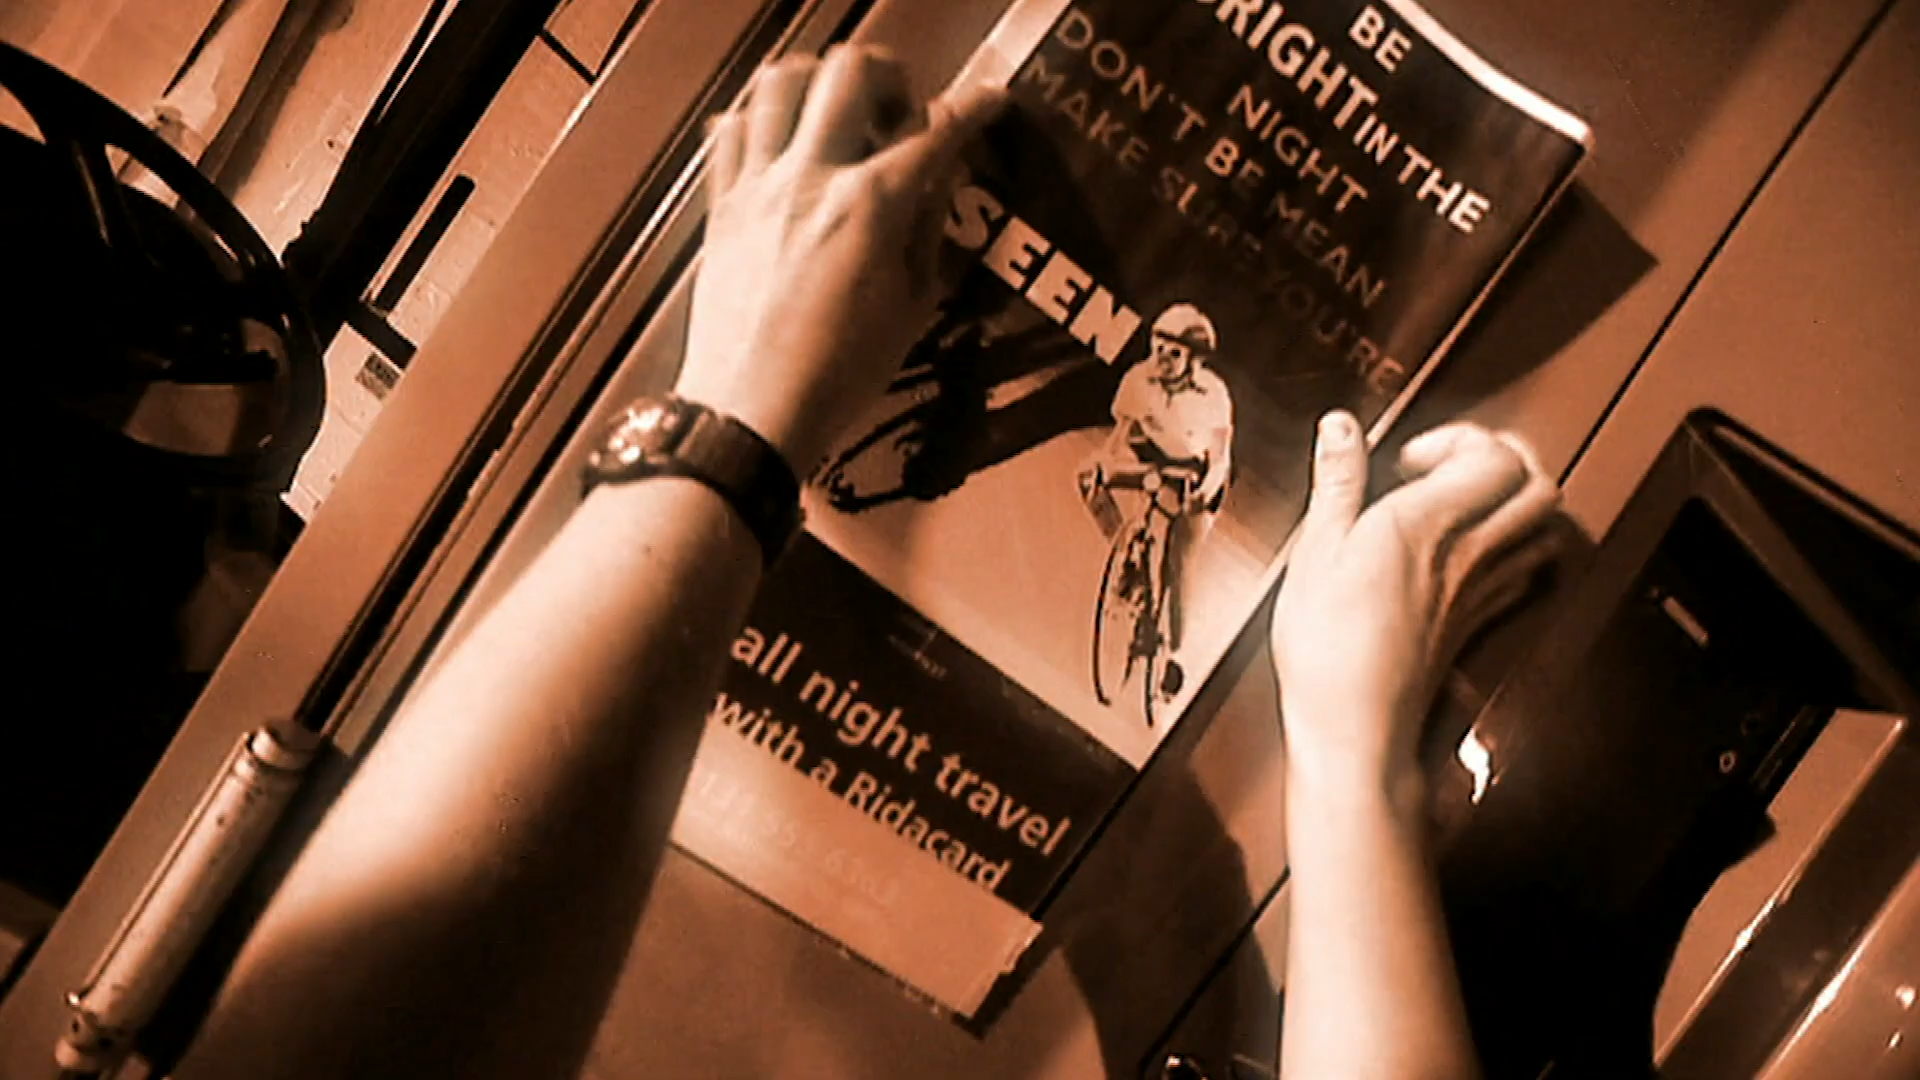 BE
BRIGHT IN THE
NIGHT
DON'T BE MEAN
MAKE SURE YOU'RE
SEEN
all night travel
with a Ridacard